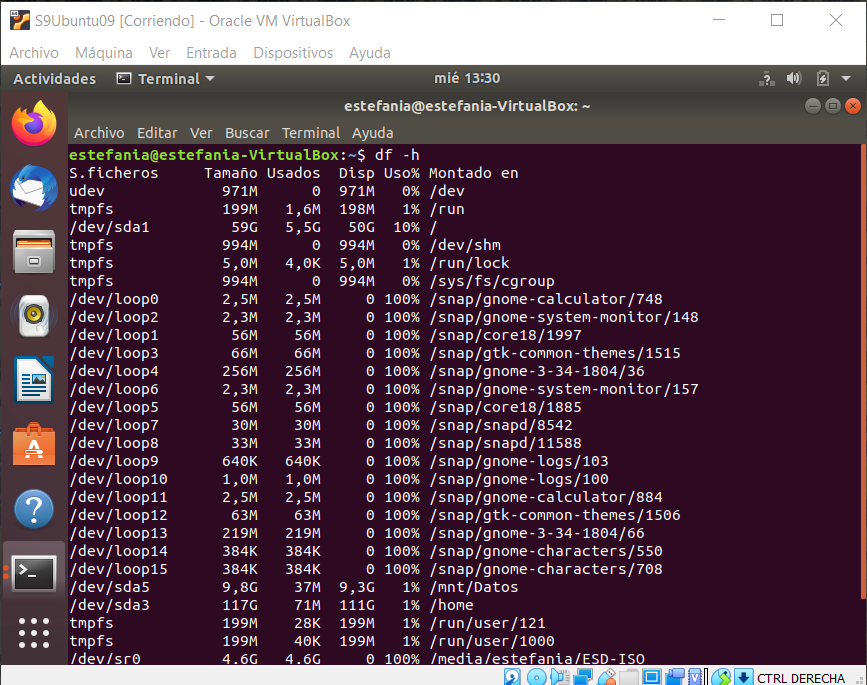 S9Ubuntu09 [Corriendo] - Oracle VM VirtualBox
Archivo Máquina Ver Entrada Dispositivos Ayuda
Actividades Terminal mié 13:30
estefania@estefania-VirtualBox: ~
Archivo Editar Ver Buscar Terminal Ayuda
estefania@estefania-VirtualBox:~$ df -h
S.ficheros Tamaño Usados Disp Uso% Montado en
udev 971M 0 971M 0% /dev
tmpfs 199M 1,6M 198M 1% /run
/dev/sda1 59G 5,5G 50G 10% /
tmpfs 994M 0 994M 0% /dev/shm
tmpfs 5,0M 4,0K 5,0M 1% /run/lock
tmpfs 994M 0 994M 0% /sys/fs/cgroup
/dev/loop0 2,5M 2,5M 0 100% /snap/gnome-calculator/748
/dev/loop2 2,3M 2,3M 0 100% /snap/gnome-system-monitor/148
/dev/loop1 56M 56M 0 100% /snap/core18/1997
/dev/loop3 66M 66M 0 100% /snap/gtk-common-themes/1515
/dev/loop4 256M 256M 0 100% /snap/gnome-3-34-1804/36
/dev/loop6 2,3M 2,3M 0 100% /snap/gnome-system-monitor/157
/dev/loop5 56M 56M 0 100% /snap/core18/1885
/dev/loop7 30M 30M 0 100% /snap/snapd/8542
/dev/loop8 33M 33M 0 100% /snap/snapd/11588
/dev/loop9 640K 640K 0 100% /snap/gnome-logs/103
/dev/loop10 1,0M 1,0M 0 100% /snap/gnome-logs/100
/dev/loop11 2,5M 2,5M 0 100% /snap/gnome-calculator/884
/dev/loop12 63M 63M 0 100% /snap/gtk-common-themes/1506
/dev/loop13 219M 219M 0 100% /snap/gnome-3-34-1804/66
/dev/loop14 384K 384K 0 100% /snap/gnome-characters/550
/dev/loop15 384K 384K 0 100% /snap/gnome-characters/708
/dev/sda5 9,8G 37M 9,3G 1% /mnt/Datos
/dev/sda3 117G 71M 111G 1% /home
tmpfs 199M 28K 199M 1% /run/user/121
tmpfs 199M 40K 199M 1% /run/user/1000
/dev/sr0 4,6G 4,6G 0 100% /media/estefania/ESD-ISO
CTRL DERECHA